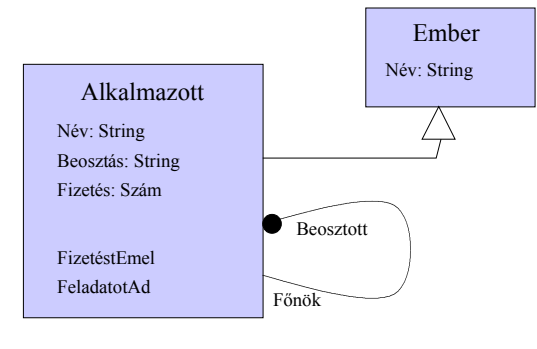 Ember
Név: String
Alkalmazott
Név: String
Beosztás: String
Fizetés: Szám
FizetéstEmel
FeladatotAd
Beosztott
Főnök